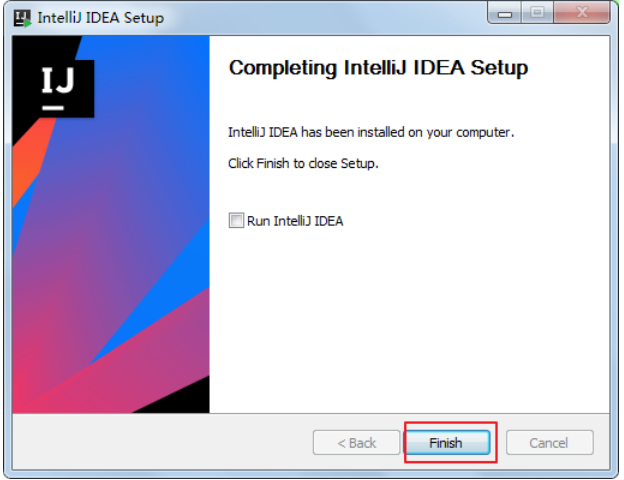 IntelliJ IDEA Setup
IJ
Completing IntelliJ IDEA Setup
IntelliJ IDEA has been installed on your computer.
Click Finish to close Setup.
Run IntelliJ IDEA
< Back
Finish
Cancel